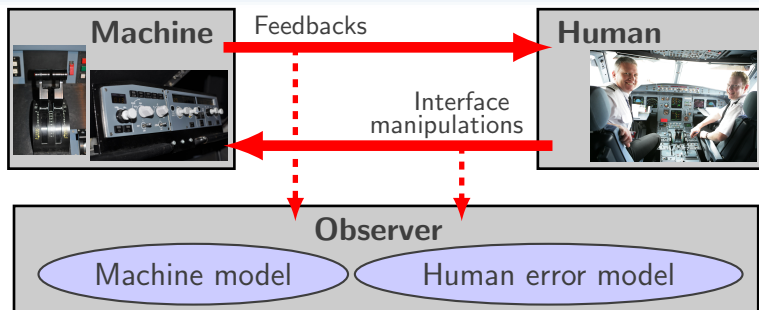 Machine
Feedbacks
Human
Interface
manipulations
Observer
Machine model
Human error model